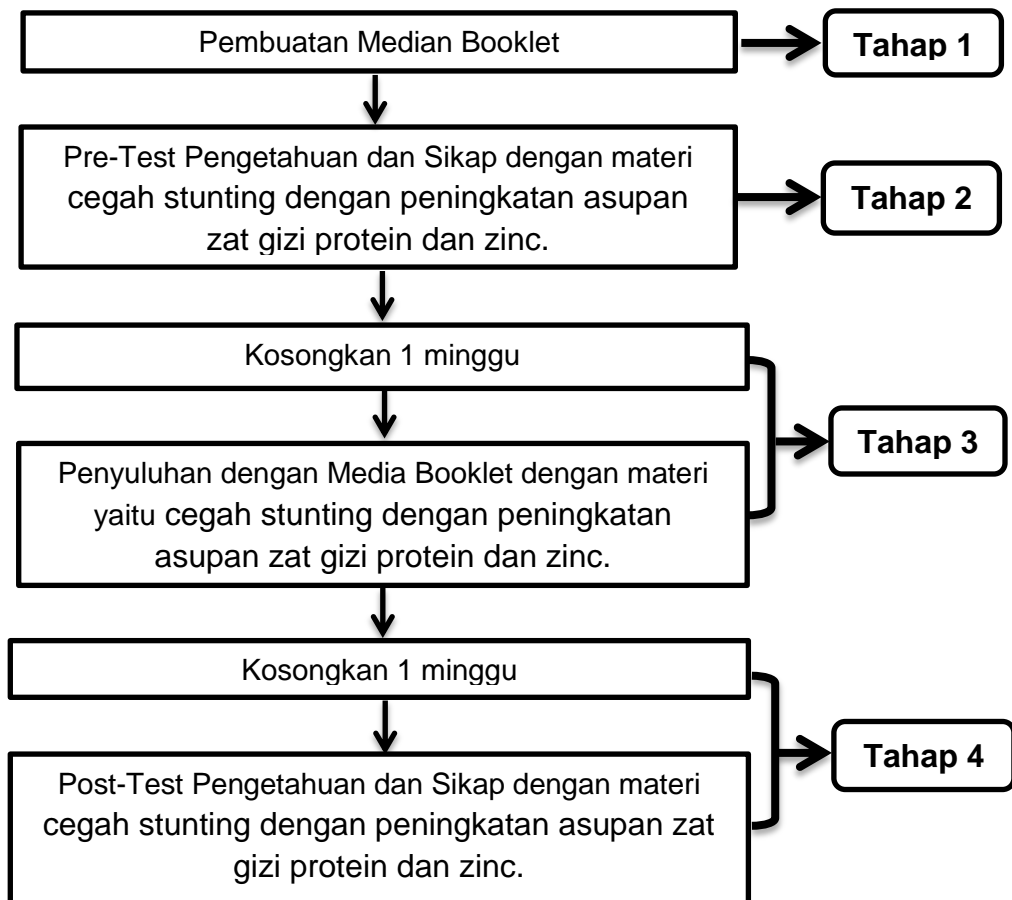 Pembuatan Median Booklet
Tahap 1
Pre-Test Pengetahuan dan Sikap dengan materi
cegah stunting dengan peningkatan asupan
zat gizi protein dan zinc.
Tahap 2
Kosongkan 1 minggu
Tahap 3
Penyuluhan dengan Media Booklet dengan materi
yaitu cegah stunting dengan peningkatan
asupan zat gizi protein dan zinc.
Kosongkan 1 minggu
Tahap 4
Post-Test Pengetahuan dan Sikap dengan materi
cegah stunting dengan peningkatan asupan zat
gizi protein dan zinc.